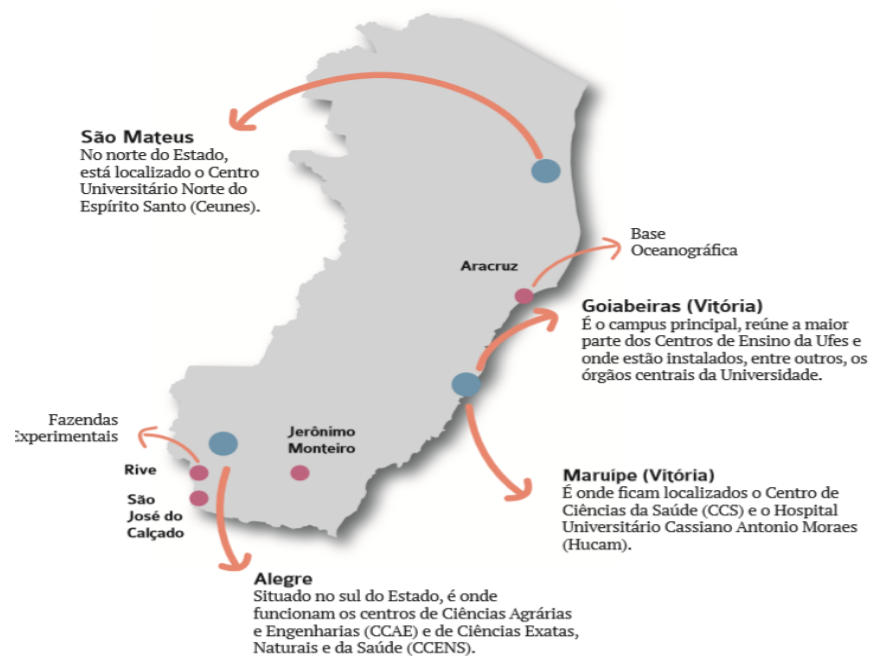 São Mateus
No norte do Estado,
está localizado o Centro
Universitário Norte do
Espírito Santo (Ceunes).
Base
Oceanográfica
Aracruz
Goiabeiras (Vitória)
É o campus principal, reúne a maior
parte dos Centros de Ensino da Ufes e
onde estão instalados, entre outros, os
órgãos centrais da Universidade.
Fazendas
Experimentais
Jerônimo
Monteiro
Rive
São
José do
Calçado
Maruípe (Vitória)
É onde ficam localizados o Centro de
Ciências da Saúde (CCS) e o Hospital
Universitário Cassiano Antonio Moraes
(Hucam).
Alegre
Situado no sul do Estado, é onde
funcionam os centros de Ciências Agrárias
e Engenharias (CCAE) e de Ciências Exatas,
Naturais e da Saúde (CCENS).